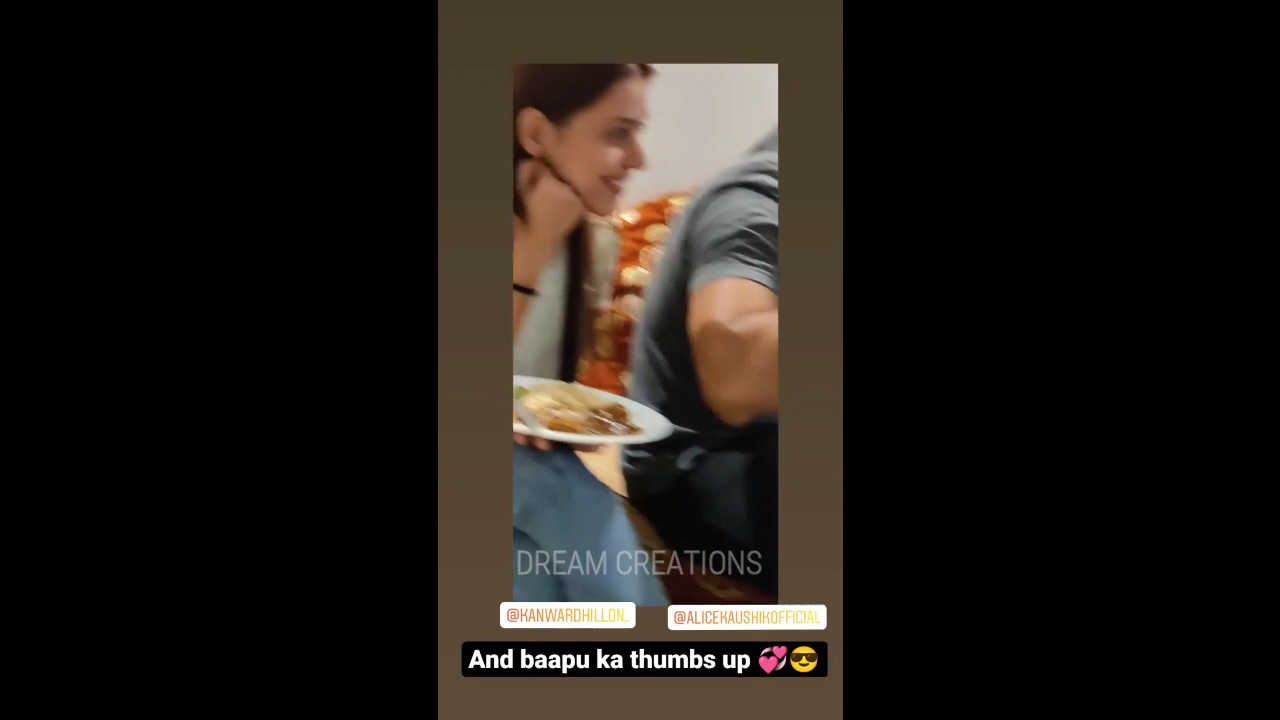 DREAM CREATIONS
@KANWARDHILLON_
@ALICEKAUSHIKOFFICIAL
And baapu ka thumbs up 💞😎